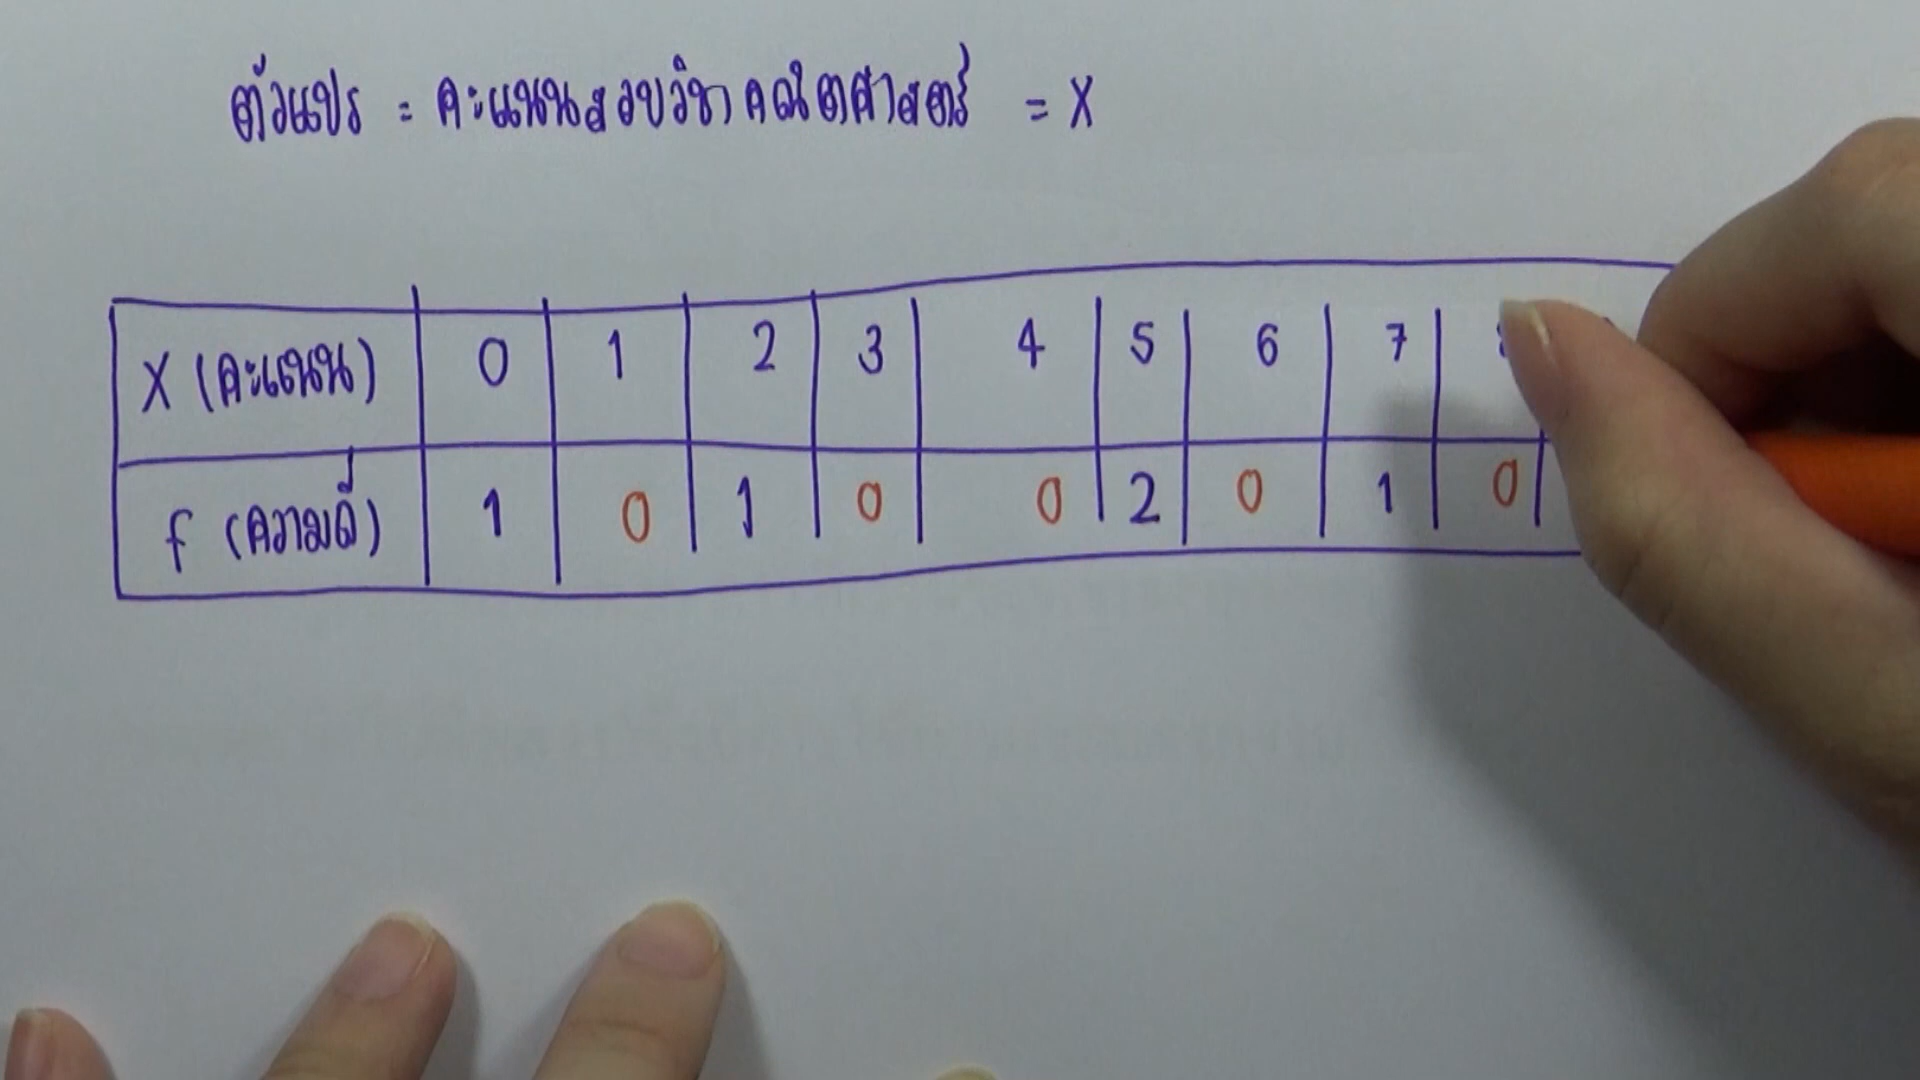 ตัวแปร = คะแนนสอบวิชาคณิตศาสตร์ = X
X (คะแนน) 0 1 2 3 4 5 6 7
f (ความถี่) 1 0 1 0 0 2 0 1 0